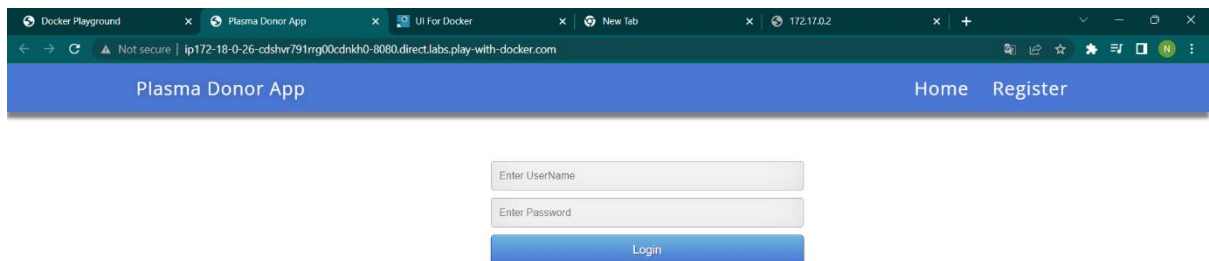 Docker Playground Plasma Donor App UI For Docker New Tab 172.17.0.2
Not secure | ip172-18-0-26-cdshvr791rrg00cdnkh0-8080.direct.labs.play-with-docker.com
N
Plasma Donor App Home Register
Enter UserName
Enter Password
Login